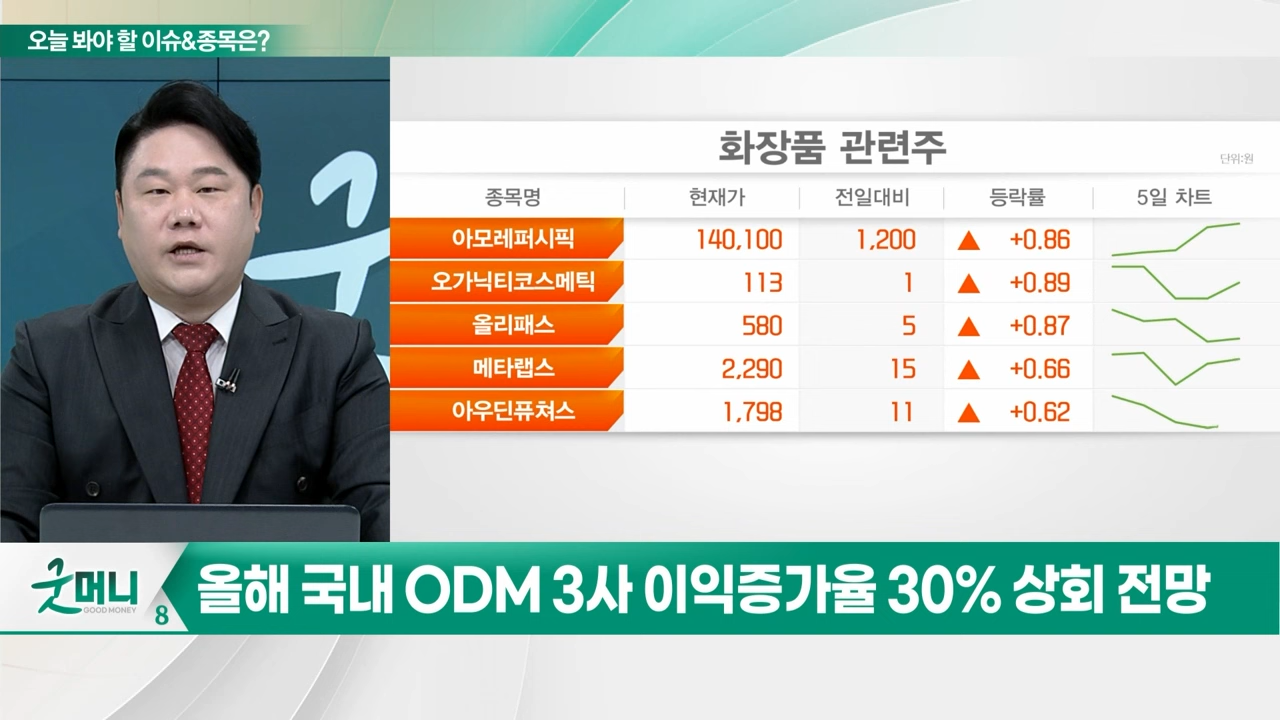 오늘 봐야 할 이슈&종목은?
화장품 관련주
단위:원
종목명 현재가 전일대비 등락률 5일 차트
아모레퍼시픽 140,100 1,200 ▲ +0.86
오가닉티코스메틱 113 1 ▲ +0.89
올리패스 580 5 ▲ +0.87
메타랩스 2,290 15 ▲ +0.66
아우딘퓨쳐스 1,798 11 ▲ +0.62
굿머니
GOOD MONEY
8
올해 국내 ODM 3사 이익증가율 30% 상회 전망